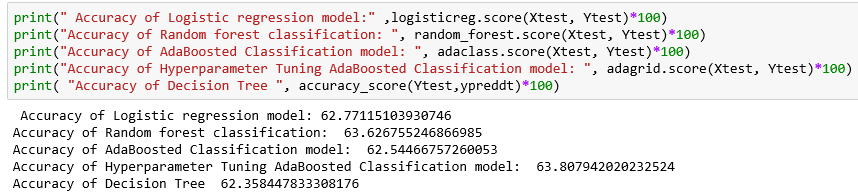 print(" Accuracy of Logistic regression model:" ,logisticreg.score(Xtest, Ytest)*100)
print("Accuracy of Random forest classification: ", random_forest.score(Xtest, Ytest)*100)
print("Accuracy of AdaBoosted Classification model: ", adaclass.score(Xtest, Ytest)*100)
print("Accuracy of Hyperparameter Tuning AdaBoosted Classification model: ", adagrid.score(Xtest, Ytest)*100)
print( "Accuracy of Decision Tree ", accuracy_score(Ytest,ypreddt)*100)
 Accuracy of Logistic regression model: 62.77115103930746
Accuracy of Random forest classification:  63.626755246866985
Accuracy of AdaBoosted Classification model:  62.54466757260053
Accuracy of Hyperparameter Tuning AdaBoosted Classification model:  63.807942020232524
Accuracy of Decision Tree  62.358447833308176